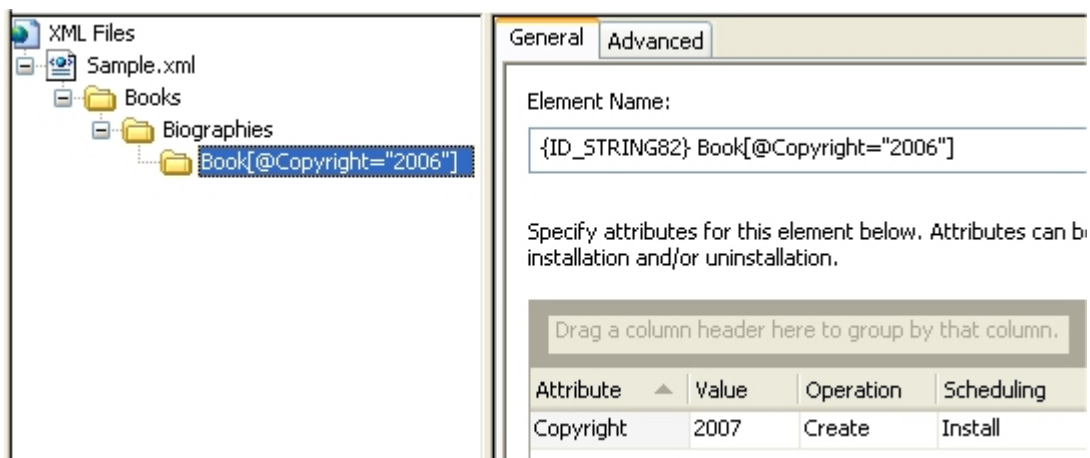 XML Files
Sample.xml
Books
Biographies
Book[@Copyright="2006"]
General Advanced
Element Name:
{ID_STRING82} Book[@Copyright="2006"]
Specify attributes for this element below. Attributes can b
installation and/or uninstallation.
Drag a column header here to group by that column.
Attribute Value Operation Scheduling
Copyright 2007 Create Install